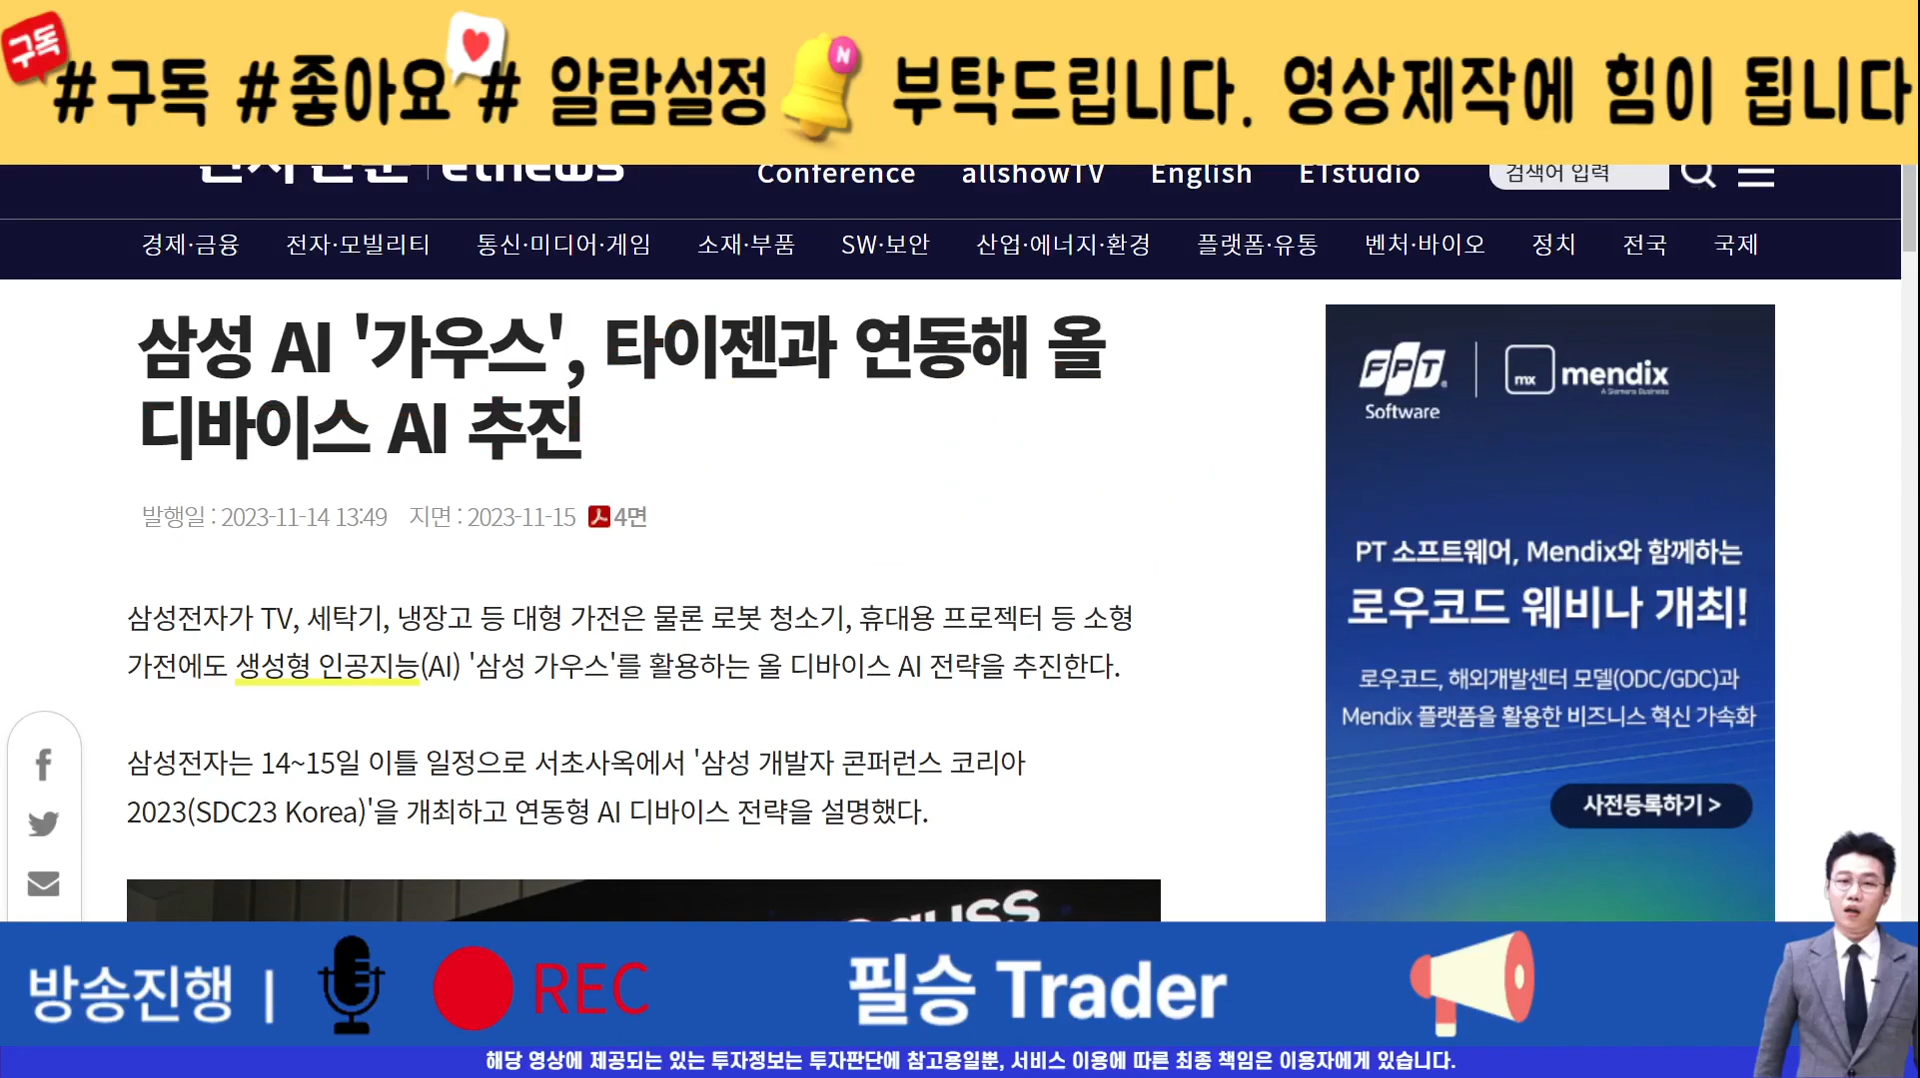 구독
#구독 #좋아요 # 알람설정 N 부탁드립니다. 영상제작에 힘이 됩니다
전자신문 | etnews
Conference allshowTV English ETstudio
검색어 입력
경제·금융 전자·모빌리티 통신·미디어·게임 소재·부품 SW·보안 산업·에너지·환경 플랫폼·유통 벤처·바이오 정치 전국 국제
삼성 AI '가우스', 타이젠과 연동해 올
디바이스 AI 추진
발행일 : 2023-11-14 13:49 지면 : 2023-11-15 4면
삼성전자가 TV, 세탁기, 냉장고 등 대형 가전은 물론 로봇 청소기, 휴대용 프로젝터 등 소형
가전에도 생성형 인공지능(AI) '삼성 가우스'를 활용하는 올 디바이스 AI 전략을 추진한다.
삼성전자는 14~15일 이틀 일정으로 서초사옥에서 '삼성 개발자 콘퍼런스 코리아
2023(SDC23 Korea)'을 개최하고 연동형 AI 디바이스 전략을 설명했다.
Gauss
FPT Software | mx mendix
A Siemens Business
PT 소프트웨어, Mendix와 함께하는
로우코드 웨비나 개최!
로우코드, 해외개발센터 모델(ODC/GDC)과
Mendix 플랫폼을 활용한 비즈니스 혁신 가속화
사전등록하기 >
방송진행 | REC 필승 Trader
해당 영상에 제공되는 있는 투자정보는 투자판단에 참고용일뿐, 서비스 이용에 따른 최종 책임은 이용자에게 있습니다.